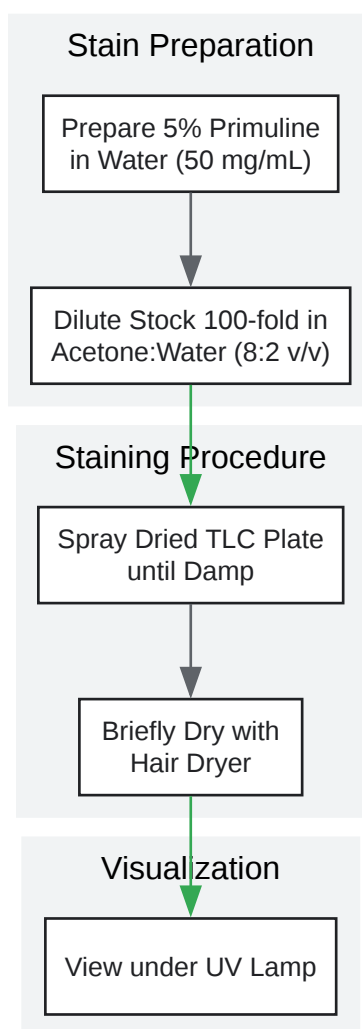 Stain Preparation
Prepare 5% Primuline
in Water (50 mg/mL)
Dilute Stock 100-fold in
Acetone:Water (8:2 v/v)
Staining Procedure
Spray Dried TLC Plate
until Damp
Briefly Dry with
Hair Dryer
Visualization
View under UV Lamp